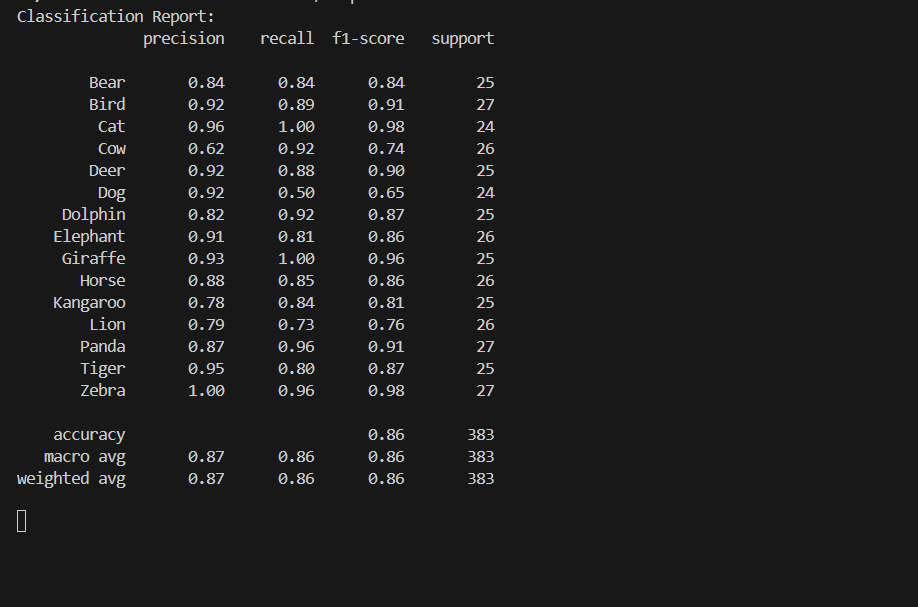 Classification Report:
precision recall f1-score support
Bear 0.84 0.84 0.84 25
Bird 0.92 0.89 0.91 27
Cat 0.96 1.00 0.98 24
Cow 0.62 0.92 0.74 26
Deer 0.92 0.88 0.90 25
Dog 0.92 0.50 0.65 24
Dolphin 0.82 0.92 0.87 25
Elephant 0.91 0.81 0.86 26
Giraffe 0.93 1.00 0.96 25
Horse 0.88 0.85 0.86 26
Kangaroo 0.78 0.84 0.81 25
Lion 0.79 0.73 0.76 26
Panda 0.87 0.96 0.91 27
Tiger 0.95 0.80 0.87 25
Zebra 1.00 0.96 0.98 27
accuracy 0.86 383
macro avg 0.87 0.86 0.86 383
weighted avg 0.87 0.86 0.86 383